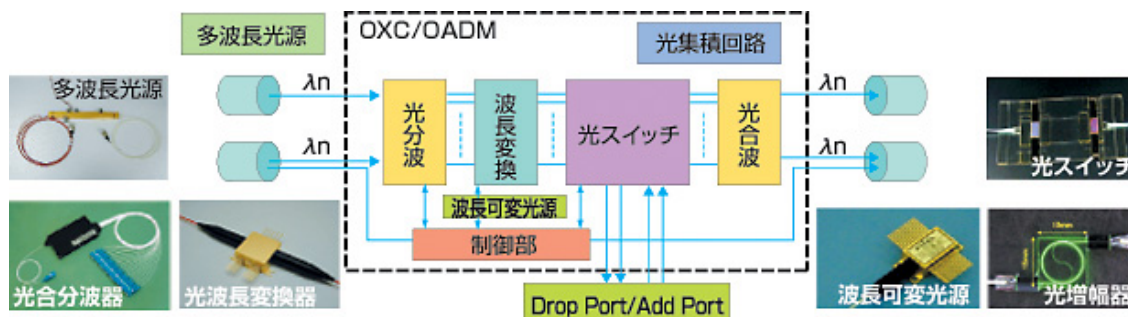 多波長光源
OXC/OADM
光集積回路
多波長光源
λn
λn
λn
λn
光分波
波長変換
光スイッチ
光合波
波長可変光源
制御部
Drop Port/Add Port
光合分波器
光波長変換器
光スイッチ
波長可変光源
光増幅器